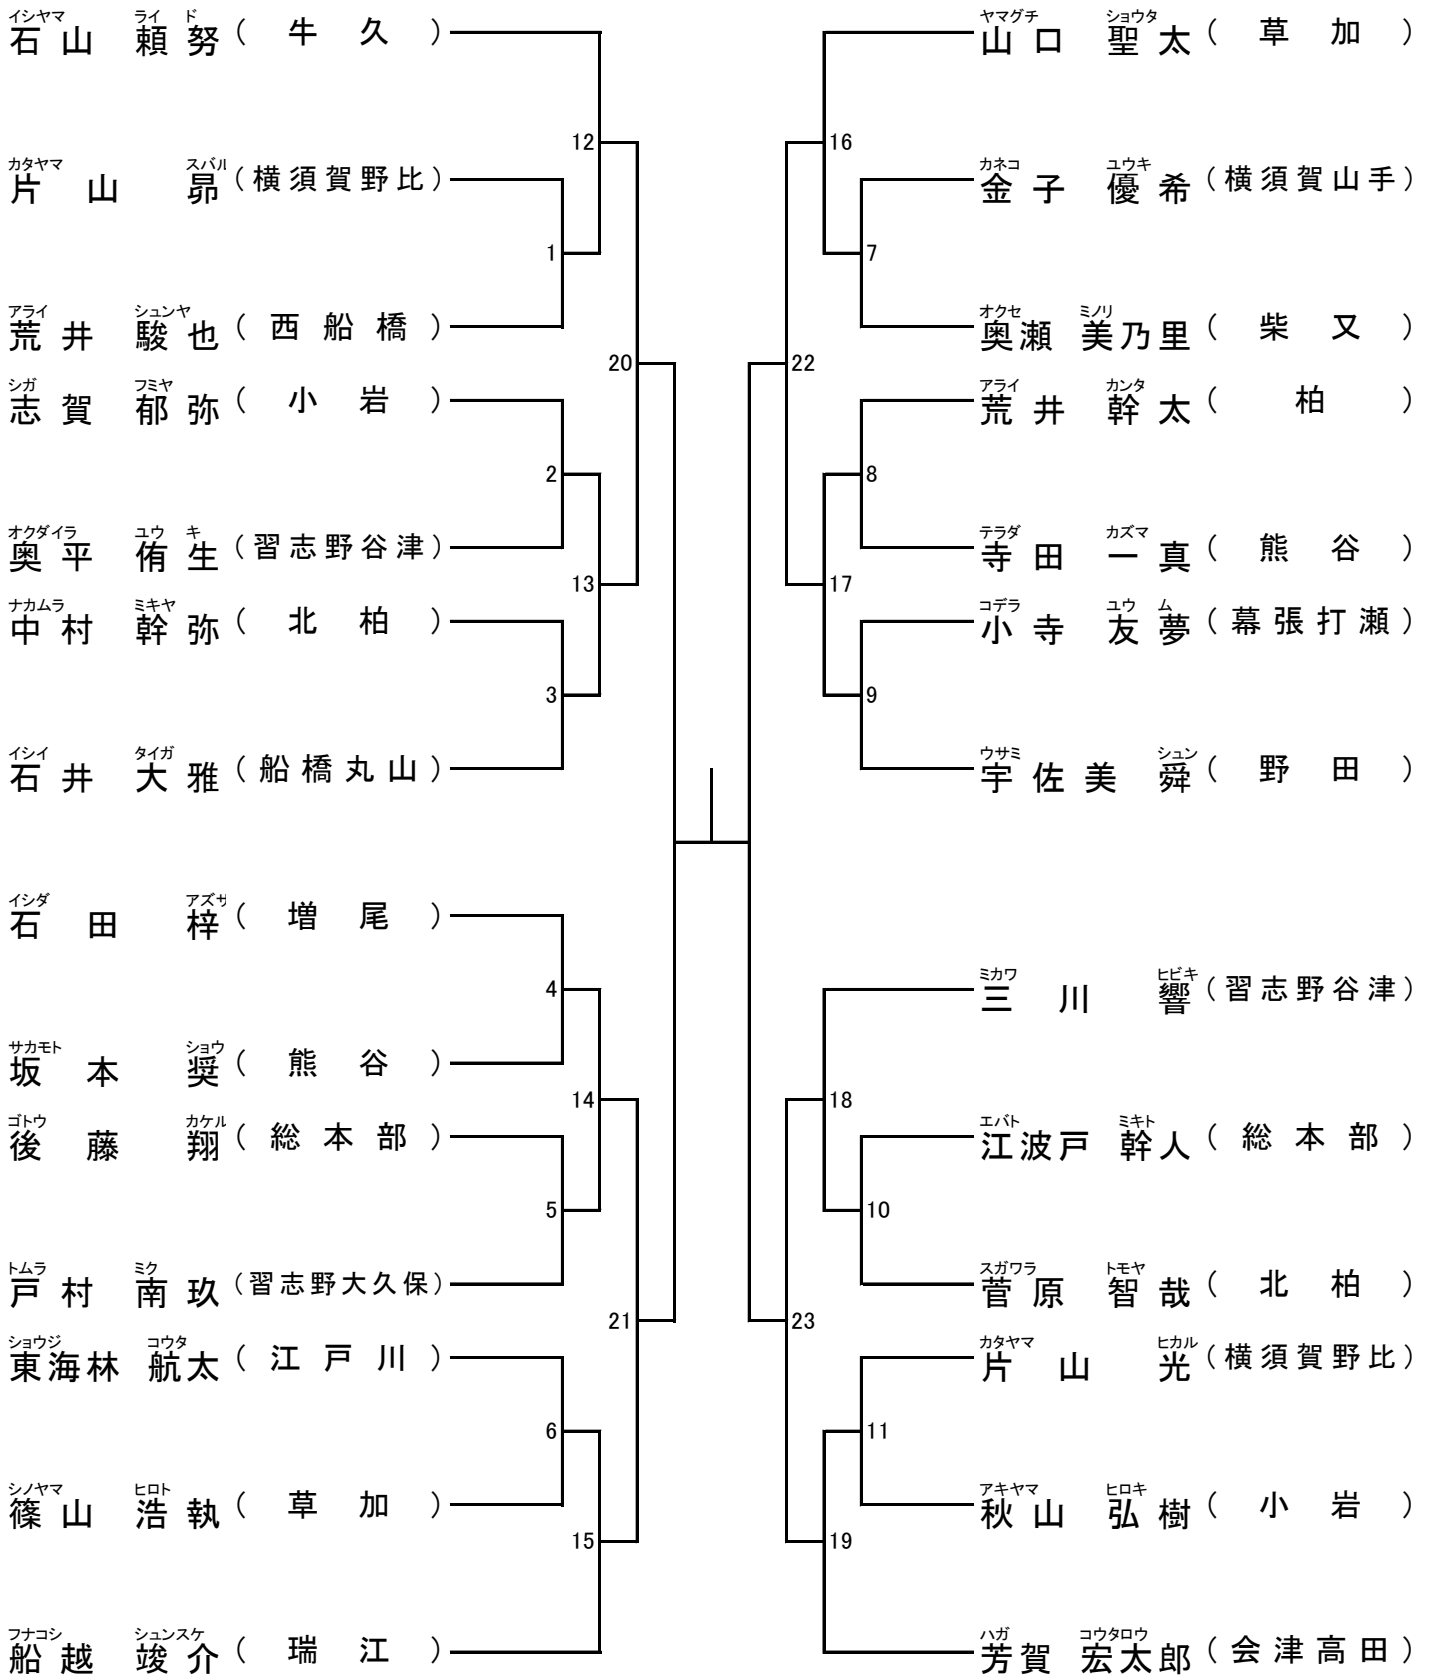 イシヤマ ライ ド
石山 頼努（牛久）
12
カタヤマ スバル
片山 昴（横須賀野比）
1
アライ シュンヤ
荒井 駿也（西船橋）
20
シガ フミヤ
志賀 郁弥（小岩）
2
オクダイラ ユウ キ
奥平 侑生（習志野谷津）
13
ナカムラ ミキヤ
中村 幹弥（北柏）
3
イシイ タイガ
石井 大雅（船橋丸山）
イシダ アズサ
石田 梓（増尾）
4
サカモト ショウ
坂本 奨（熊谷）
14
ゴトウ カケル
後藤 翔（総本部）
5
トムラ ミク
戸村 南玖（習志野大久保）
21
ショウジ コウタ
東海林 航太（江戸川）
6
シノヤマ ヒロト
篠山 浩執（草加）
15
フナコシ シュンスケ
船越 竣介（瑞江）
ヤマグチ ショウタ
山口 聖太（草加）
16
カネコ ユウキ
金子 優希（横須賀山手）
7
オクセ ミノリ
奥瀬 美乃里（柴又）
22
アライ カンタ
荒井 幹太（柏）
8
テラダ カズマ
寺田 一真（熊谷）
17
コデラ ユウ ム
小寺 友夢（幕張打瀬）
9
ウサミ シュン
宇佐美 舜（野田）
ミカワ ヒビキ
三川 響（習志野谷津）
18
エバト ミキト
江波戸 幹人（総本部）
10
スガワラ トモヤ
菅原 智哉（北柏）
23
カタヤマ ヒカル
片山 光（横須賀野比）
11
アキヤマ ヒロキ
秋山 弘樹（小岩）
19
ハガ コウタロウ
芳賀 宏太郎（会津高田）